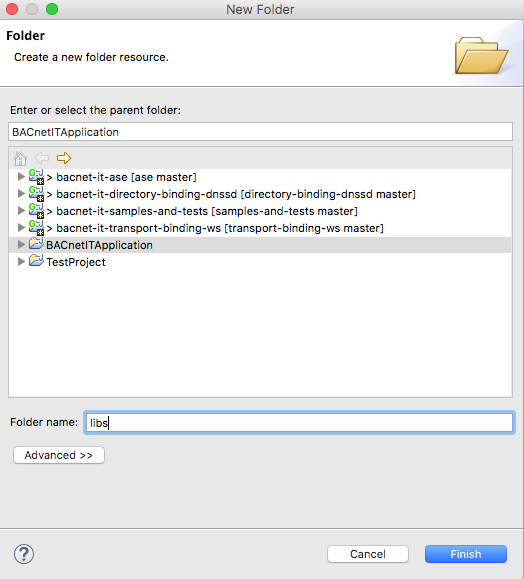 New Folder
Folder
Create a new folder resource.
Enter or select the parent folder:
BACnetITApplication
> bacnet-it-ase [ase master]
> bacnet-it-directory-binding-dnssd [directory-binding-dnssd master]
> bacnet-it-samples-and-tests [samples-and-tests master]
> bacnet-it-transport-binding-ws [transport-binding-ws master]
BACnetITApplication
TestProject
Folder name: libs
Advanced >>
? Cancel Finish